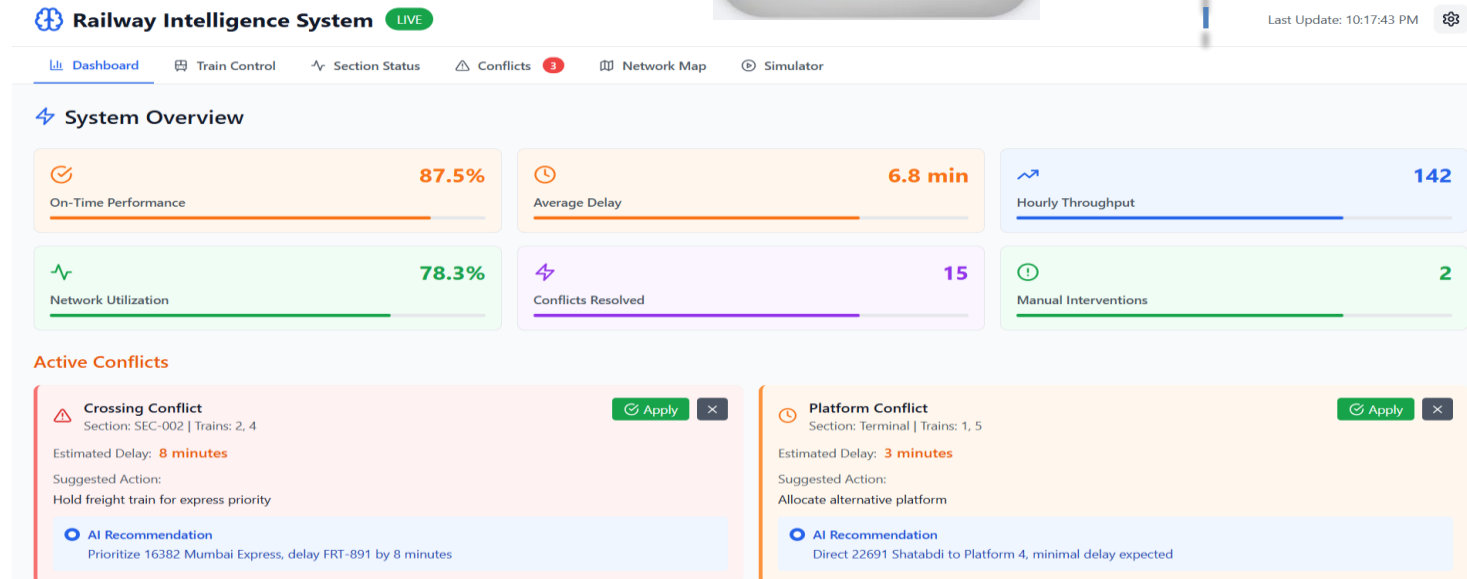 Railway Intelligence System LIVE
Last Update: 10:17:43 PM
Dashboard Train Control Section Status Conflicts 3 Network Map Simulator
System Overview
87.5%
On-Time Performance
6.8 min
Average Delay
142
Hourly Throughput
78.3%
Network Utilization
15
Conflicts Resolved
2
Manual Interventions
Active Conflicts
Crossing Conflict
Section: SEC-002 | Trains: 2, 4
Apply
Estimated Delay: 8 minutes
Suggested Action:
Hold freight train for express priority
AI Recommendation
Prioritize 16382 Mumbai Express, delay FRT-891 by 8 minutes
Platform Conflict
Section: Terminal | Trains: 1, 5
Apply
Estimated Delay: 3 minutes
Suggested Action:
Allocate alternative platform
AI Recommendation
Direct 22691 Shatabdi to Platform 4, minimal delay expected